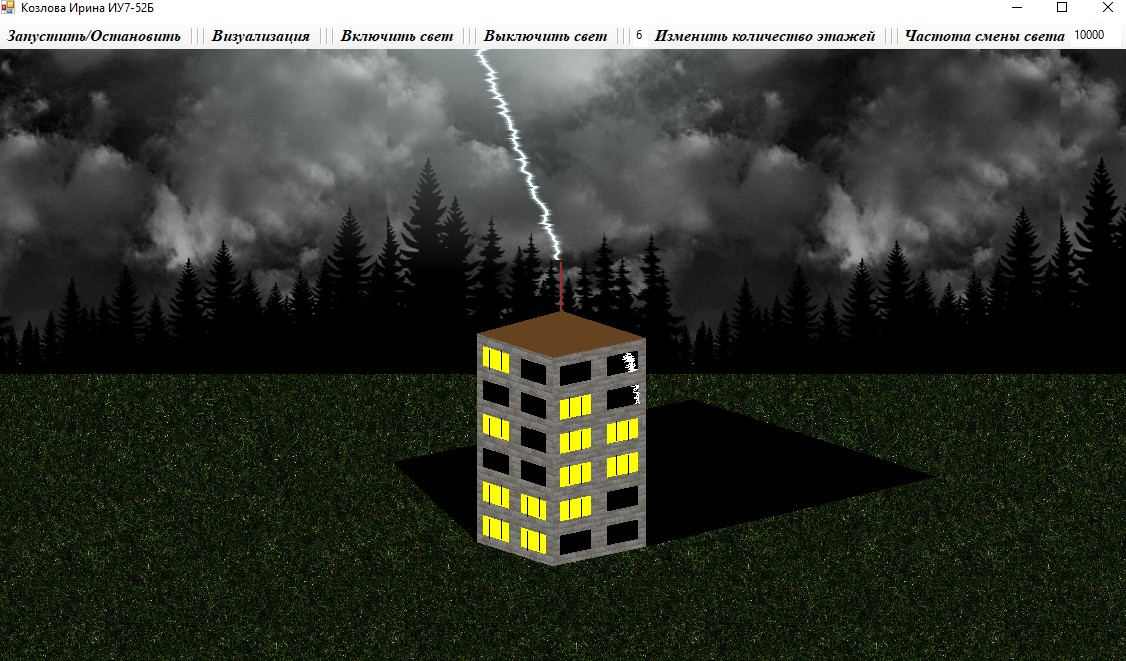 Козлова Ирина ИУ7-52Б
Запустить/Остановить Визуализация Включить свет Выключить свет 6 Изменить количество этажей Частота смены света 10000